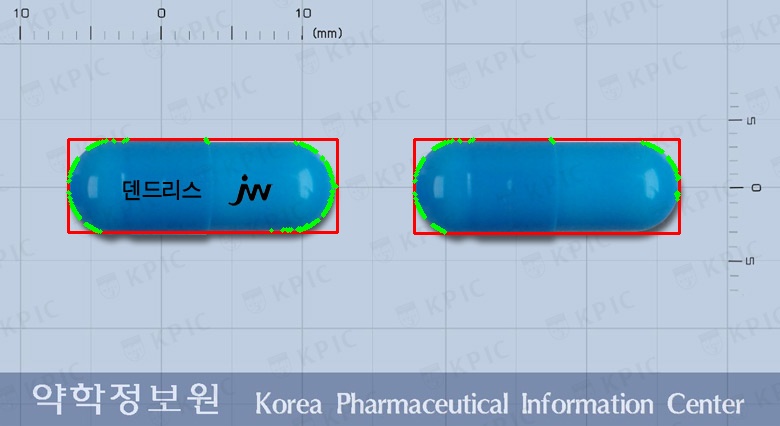 10 0 10 (mm)
KPIC
5
0
5
덴드리스 jw
약학정보원 Korea Pharmaceutical Information Center